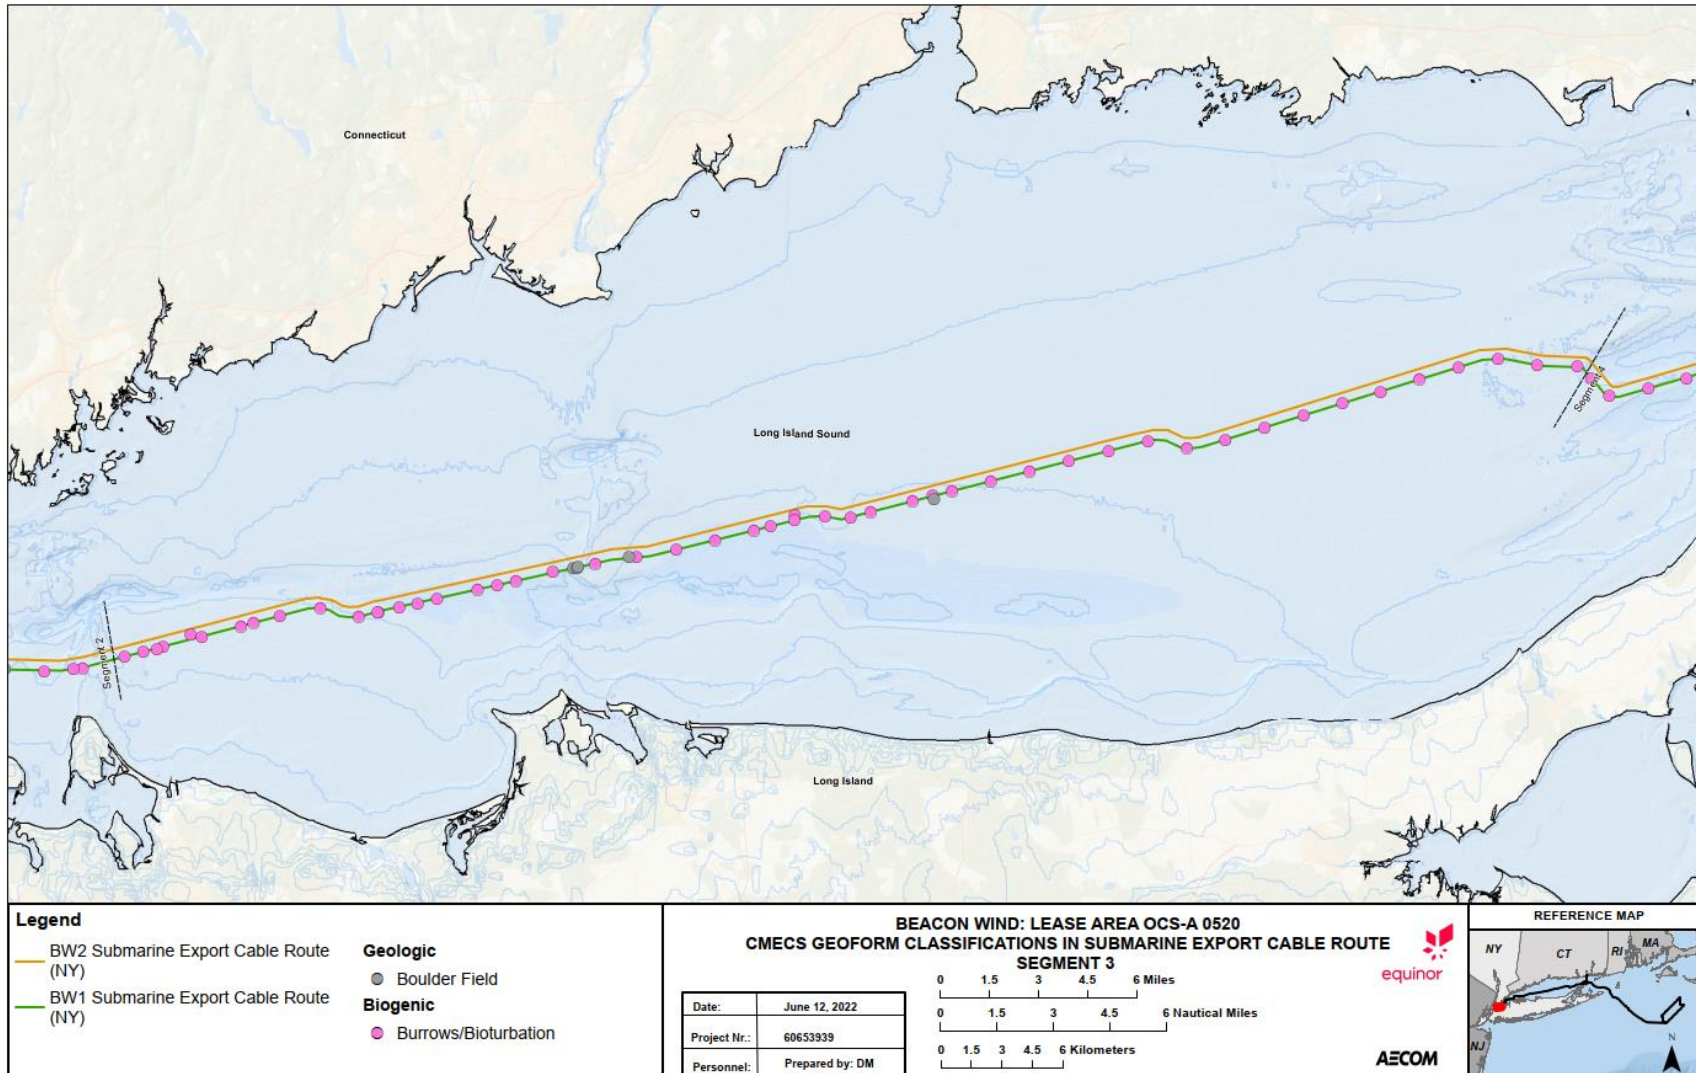 Connecticut
Long Island Sound
Segment 4
Segment 2
Long Island
Legend
BW2 Submarine Export Cable Route
(NY)
BW1 Submarine Export Cable Route
(NY)
Geologic
Boulder Field
Biogenic
Burrows/Bioturbation
BEACON WIND: LEASE AREA OCS-A 0520
CMECS GEOFORM CLASSIFICATIONS IN SUBMARINE EXPORT CABLE ROUTE
SEGMENT 3
equinor
Date: June 12, 2022
Project Nr.: 60653939
Personnel: Prepared by: DM
0 1.5 3 4.5 6 Miles
0 1.5 3 4.5 6 Nautical Miles
0 1.5 3 4.5 6 Kilometers
AECOM
REFERENCE MAP
NY CT RI MA
NJ
N